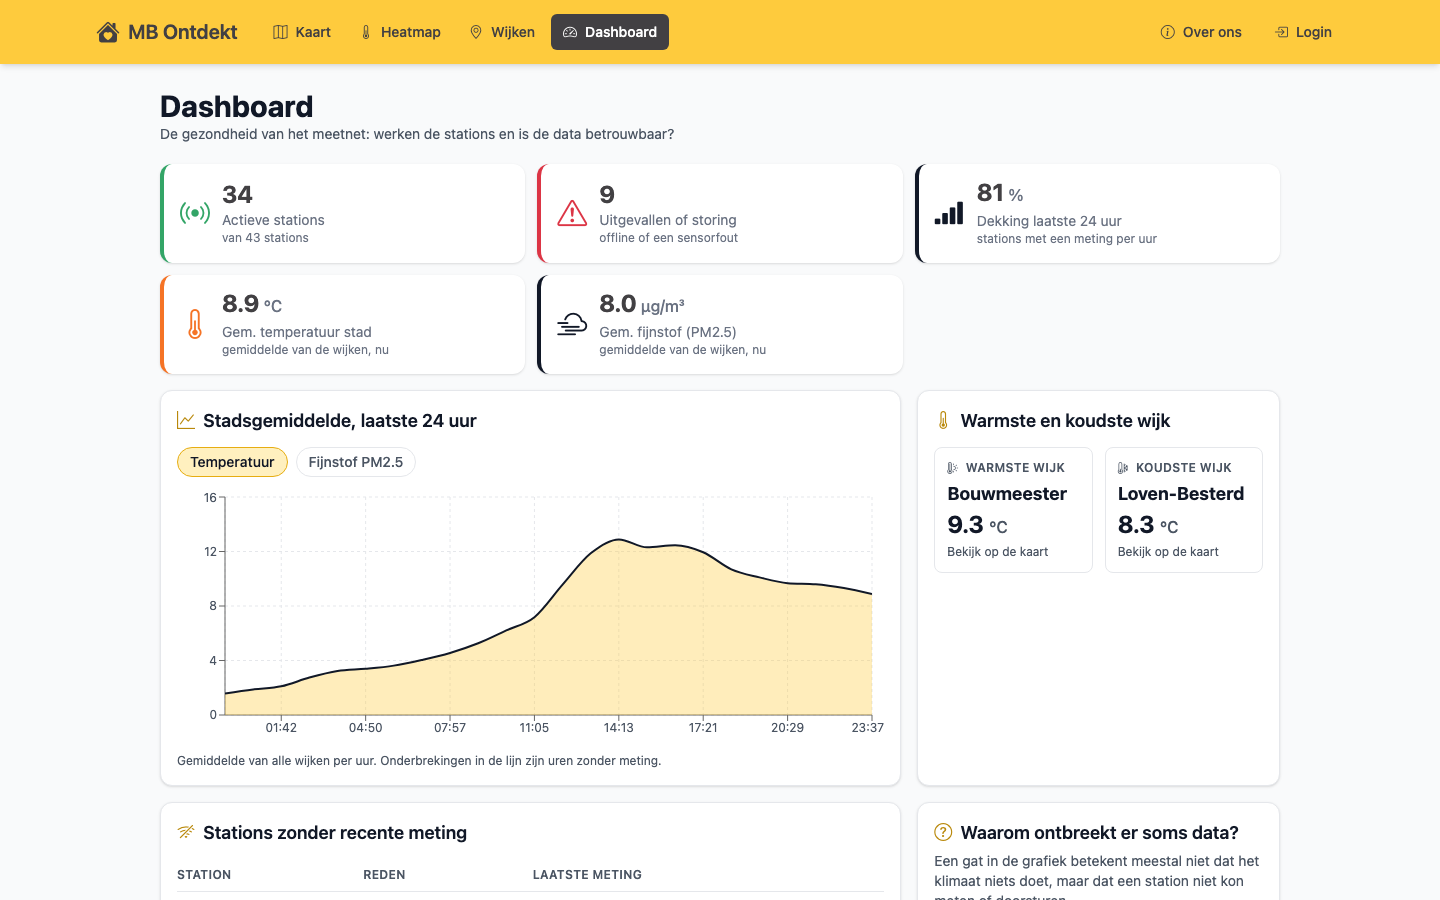 MB Ontdekt
Kaart
Heatmap
Wijken
Dashboard
Over ons
Login
Dashboard
De gezondheid van het meetnet: werken de stations en is de data betrouwbaar?
34
Actieve stations
van 43 stations
9
Uitgevallen of storing
offline of een sensorfout
81 %
Dekking laatste 24 uur
stations met een meting per uur
8.9 °C
Gem. temperatuur stad
gemiddelde van de wijken, nu
8.0 µg/m³
Gem. fijnstof (PM2.5)
gemiddelde van de wijken, nu
Stadsgemiddelde, laatste 24 uur
Temperatuur
Fijnstof PM2.5
16
12
8
4
0
01:42
04:50
07:57
11:05
14:13
17:21
20:29
23:37
Gemiddelde van alle wijken per uur. Onderbrekingen in de lijn zijn uren zonder meting.
Warmste en koudste wijk
WARMSTE WIJK
Bouwmeester
9.3 °C
Bekijk op de kaart
KOUDSTE WIJK
Loven-Besterd
8.3 °C
Bekijk op de kaart
Stations zonder recente meting
STATION
REDEN
LAATSTE METING
Waarom ontbreekt er soms data?
Een gat in de grafiek betekent meestal niet dat het
klimaat niets doet, maar dat een station niet kon
meten of doorsturen.